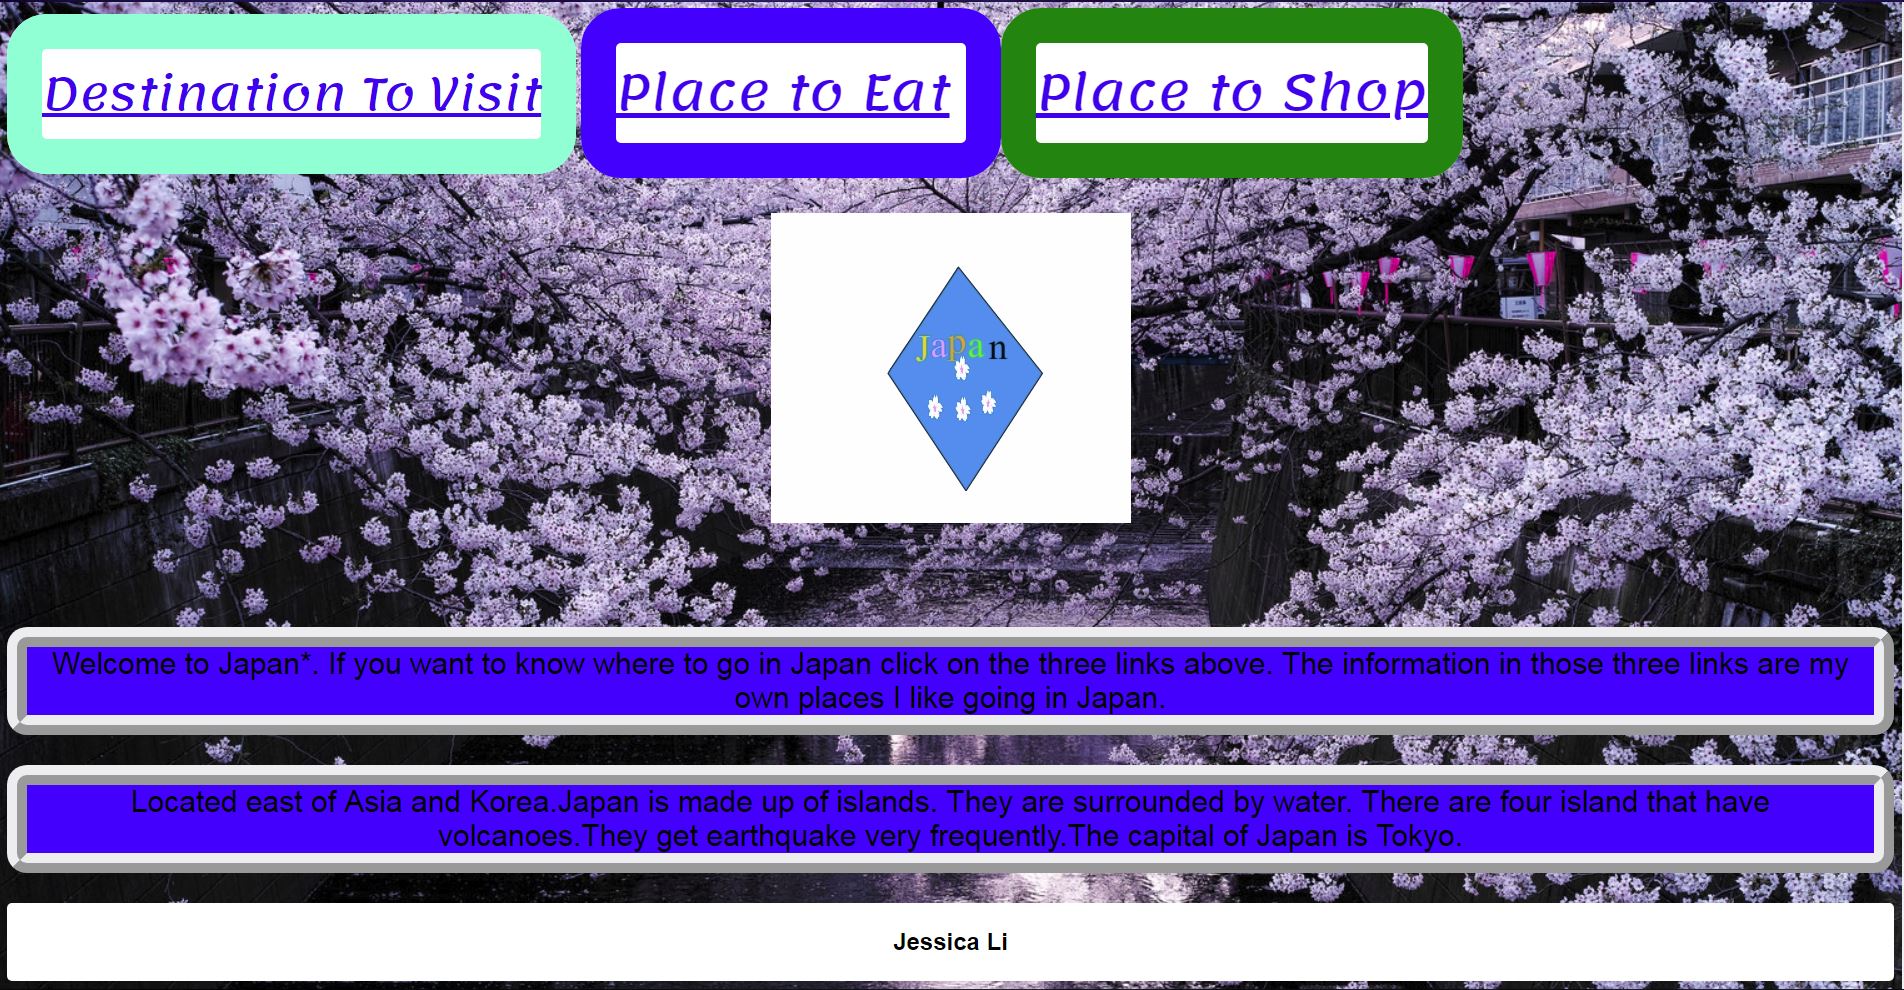 Destination To Visit
Place to Eat
Place to Shop
Japan
Welcome to Japan*. If you want to know where to go in Japan click on the three links above. The information in those three links are my
own places I like going in Japan.
Located east of Asia and Korea.Japan is made up of islands. They are surrounded by water. There are four island that have
volcanoes.They get earthquake very frequently.The capital of Japan is Tokyo.
Jessica Li